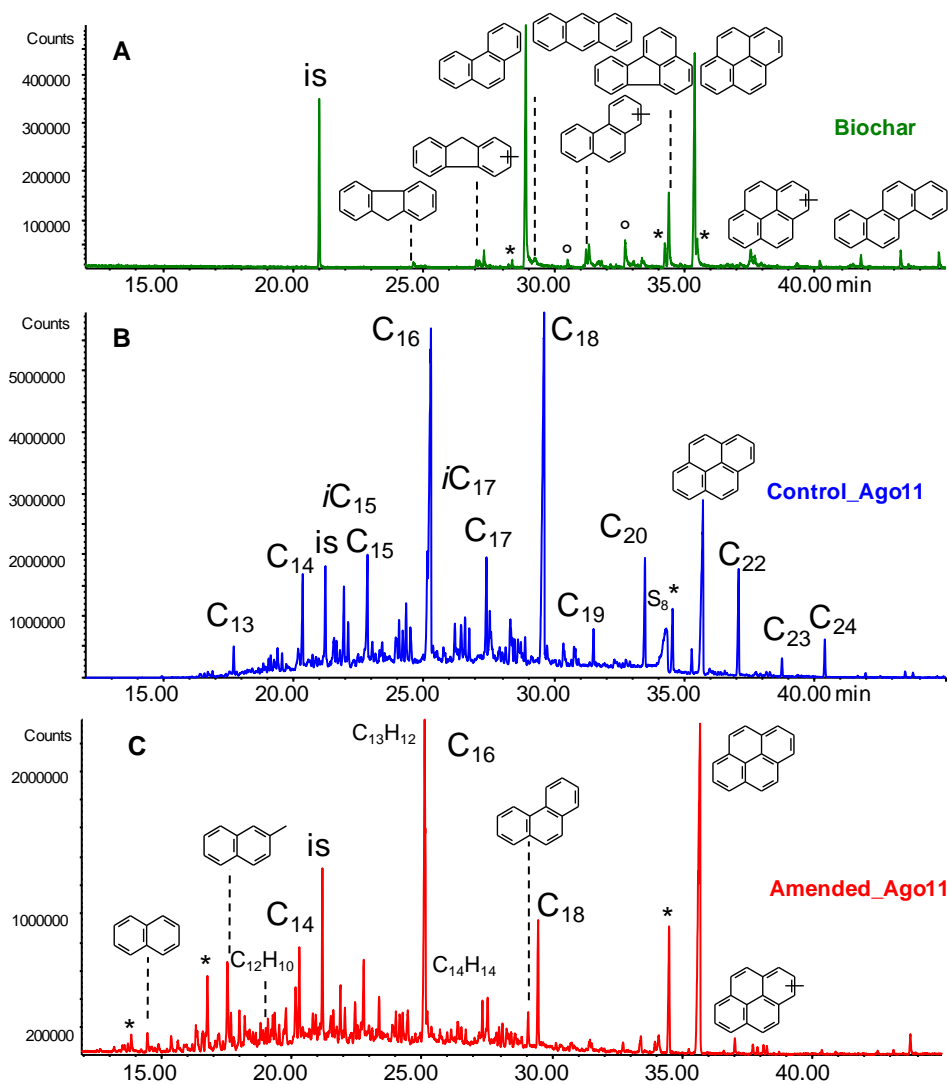 Counts
A
400000
300000
200000
100000
is
*
°
°
*
*
Biochar
15.00 20.00 25.00 30.00 35.00 40.00 min
Counts
B
5000000
4000000
3000000
2000000
1000000
C13
C14
is
iC15
C15
C16
iC17
C17
C18
C19
C20
S8
*
C22
C23
C24
Control_Ago11
15.00 20.00 25.00 30.00 35.00 40.00 min
Counts
C
2000000
1000000
200000
*
*
C12H10
C14
is
C13H12
C16
C14H14
C18
*
Amended_Ago11
15.00 20.00 25.00 30.00 35.00 40.00 min